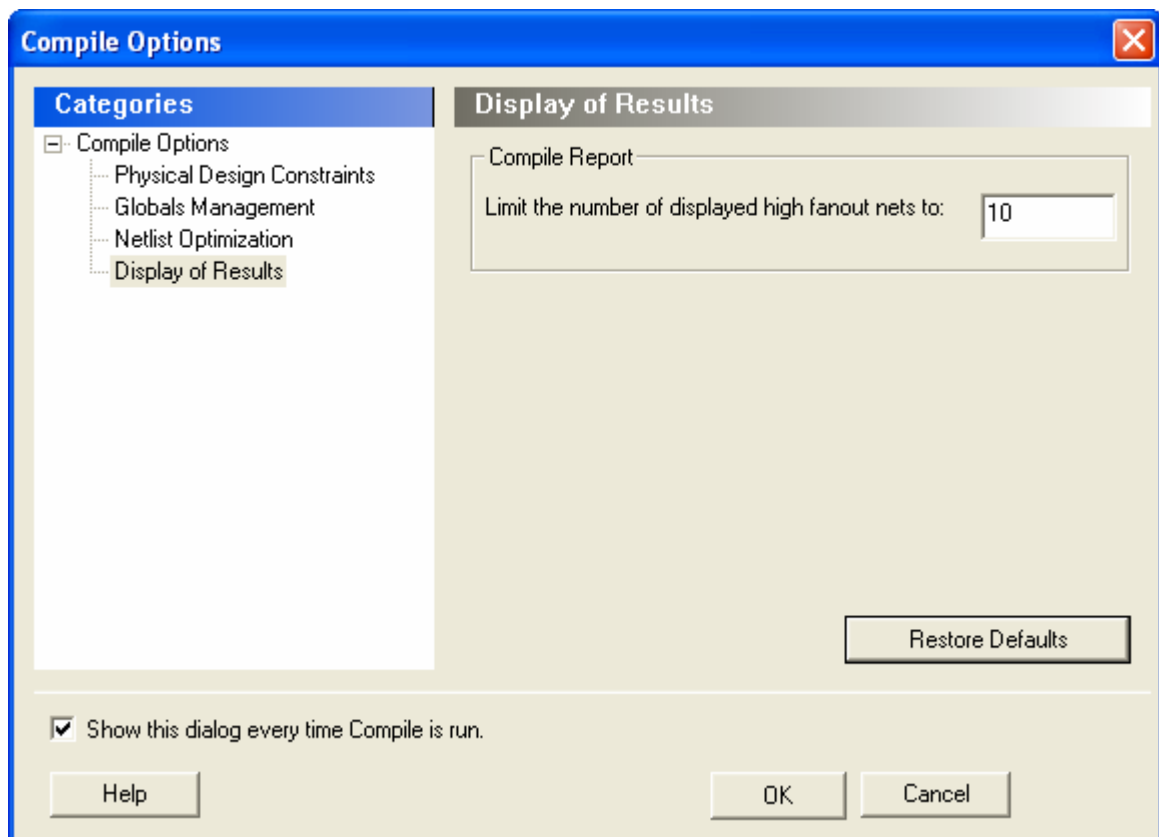 Compile Options
Categories
Compile Options
Physical Design Constraints
Globals Management
Netlist Optimization
Display of Results
Display of Results
Compile Report
Limit the number of displayed high fanout nets to:
10
Restore Defaults
Show this dialog every time Compile is run.
Help
OK
Cancel